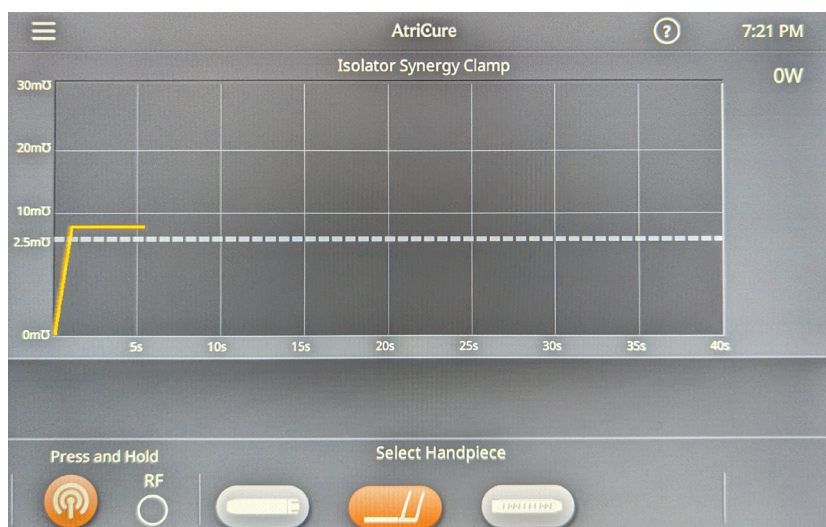 AtriCure ? 7:21 PM
Isolator Synergy Clamp
0W
30m℧
20m℧
10m℧
2.5m℧
0m℧
5s 10s 15s 20s 25s 30s 35s 40s
Press and Hold
Select Handpiece
RF